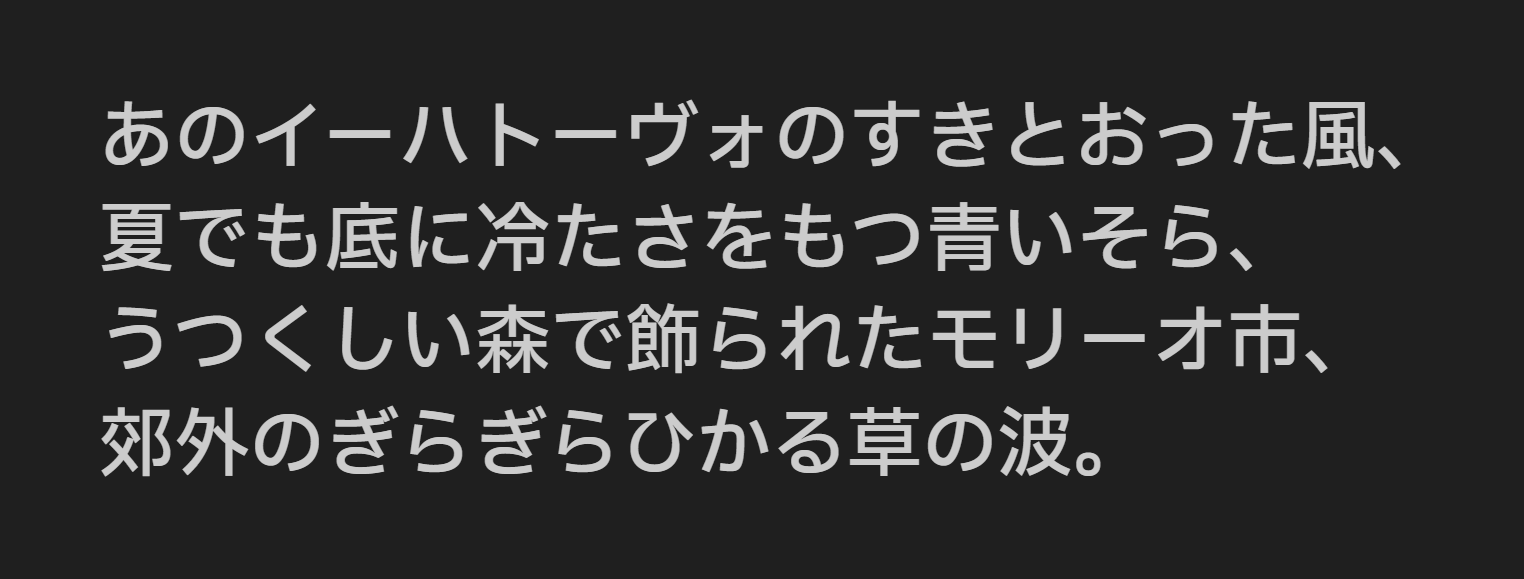 あのイーハトーヴォのすきとおった風、
夏でも底に冷たさをもつ青いそら、
うつくしい森で飾られたモリーオ市、
郊外のぎらぎらひかる草の波。